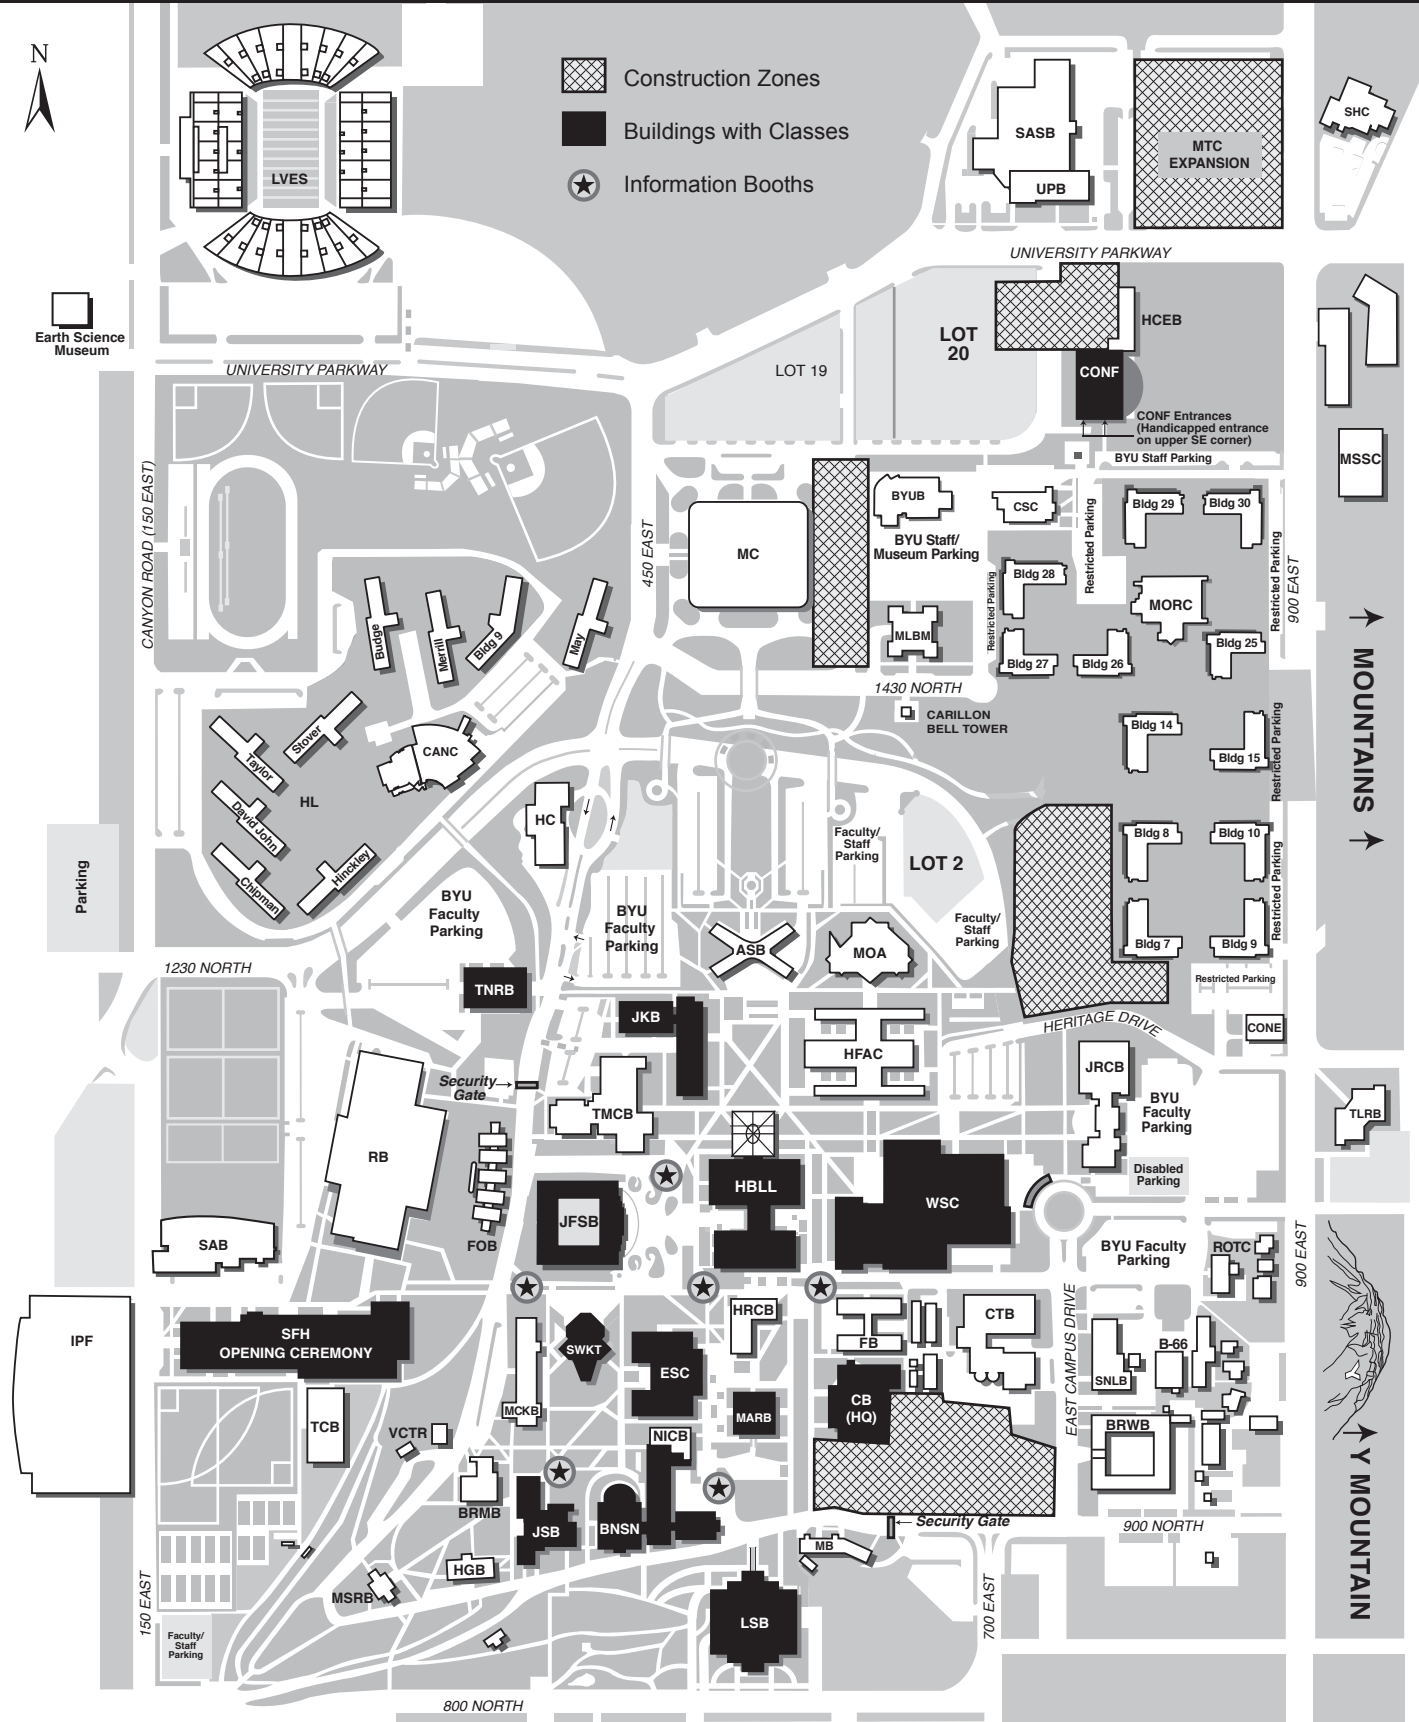 N
Construction Zones
Buildings with Classes
Information Booths
LVES
SASB
UPB
MTC
EXPANSION
SHC
UNIVERSITY PARKWAY
Earth Science
Museum
UNIVERSITY PARKWAY
LOT 19
LOT
20
HCEB
CONF
CONF Entrances
(Handicapped entrance
on upper SE corner)
BYU Staff Parking
MSSC
CANYON ROAD (150 EAST)
450 EAST
MC
BYUB
BYU Staff/
Museum Parking
CSC
Restricted Parking
Bldg 29
Bldg 30
Bldg 28
Restricted Parking
MORC
Restricted Parking
900 EAST
MLBM
Bldg 27
Bldg 26
Bldg 25
Budge
Merrill
Bldg 9
May
1430 NORTH
CARILLON
BELL TOWER
Bldg 14
Bldg 15
Restricted Parking
MOUNTAINS
Stover
Taylor
CANC
HL
David John
Chipman
Hinckley
HC
Parking
Faculty/
Staff
Parking
LOT 2
Bldg 8
Bldg 10
Restricted Parking
BYU
Faculty
Parking
BYU
Faculty
Parking
Faculty/
Staff
Parking
ASB
MOA
Bldg 7
Bldg 9
1230 NORTH
Restricted Parking
TNRB
JKB
HERITAGE DRIVE
CONE
HFAC
JRCB
Security
Gate
BYU
Faculty
Parking
TMCB
TLRB
RB
Disabled
Parking
HBLL
WSC
JFSB
SAB
FOB
BYU Faculty
Parking
ROTC
900 EAST
IPF
SFH
OPENING CEREMONY
HRCB
CTB
FB
EAST CAMPUS DRIVE
B-66
SWKT
ESC
SNLB
MCKB
MARB
CB
(HQ)
TCB
VCTR
NICB
BRWB
Y
BRMB
JSB
BNSN
Security Gate
900 NORTH
MB
Y MOUNTAIN
HGB
MSRB
150 EAST
700 EAST
LSB
Faculty/
Staff
Parking
800 NORTH